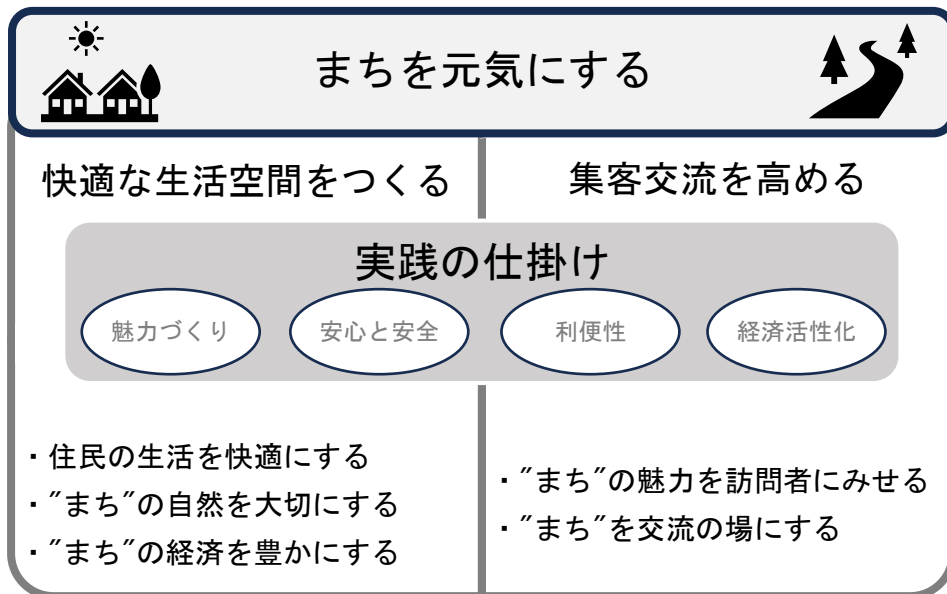 まちを元気にする
快適な生活空間をつくる
集客交流を高める
実践の仕掛け
魅力づくり
安心と安全
利便性
経済活性化
・住民の生活を快適にする
・"まち"の自然を大切にする
・"まち"の経済を豊かにする
・"まち"の魅力を訪問者にみせる
・"まち"を交流の場にする